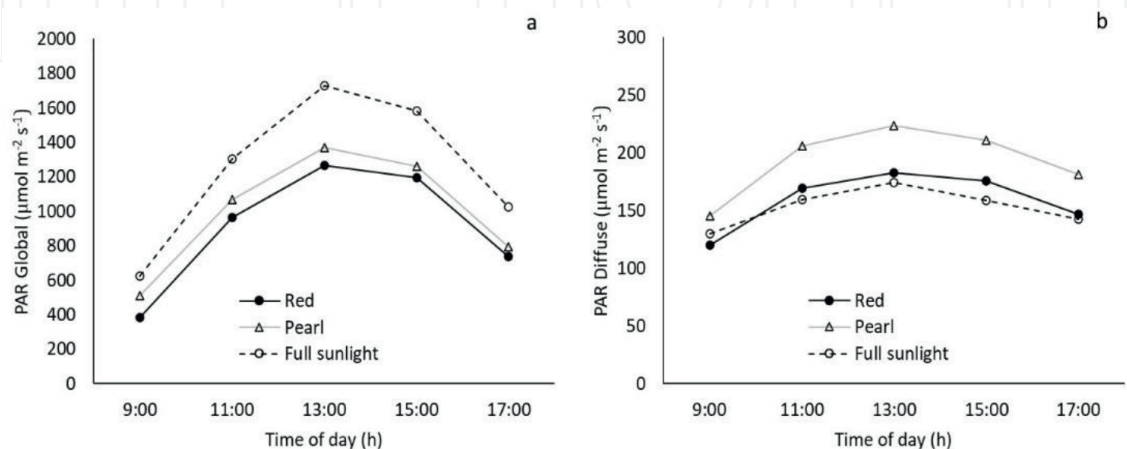 a
PAR Global (µmol m⁻² s⁻¹)
2000
1800
1600
1400
1200
1000
800
600
400
200
0
Red
Pearl
Full sunlight
9:00 11:00 13:00 15:00 17:00
Time of day (h)
b
PAR Diffuse (µmol m⁻² s⁻¹)
300
250
200
150
100
50
0
Red
Pearl
Full sunlight
9:00 11:00 13:00 15:00 17:00
Time of day (h)